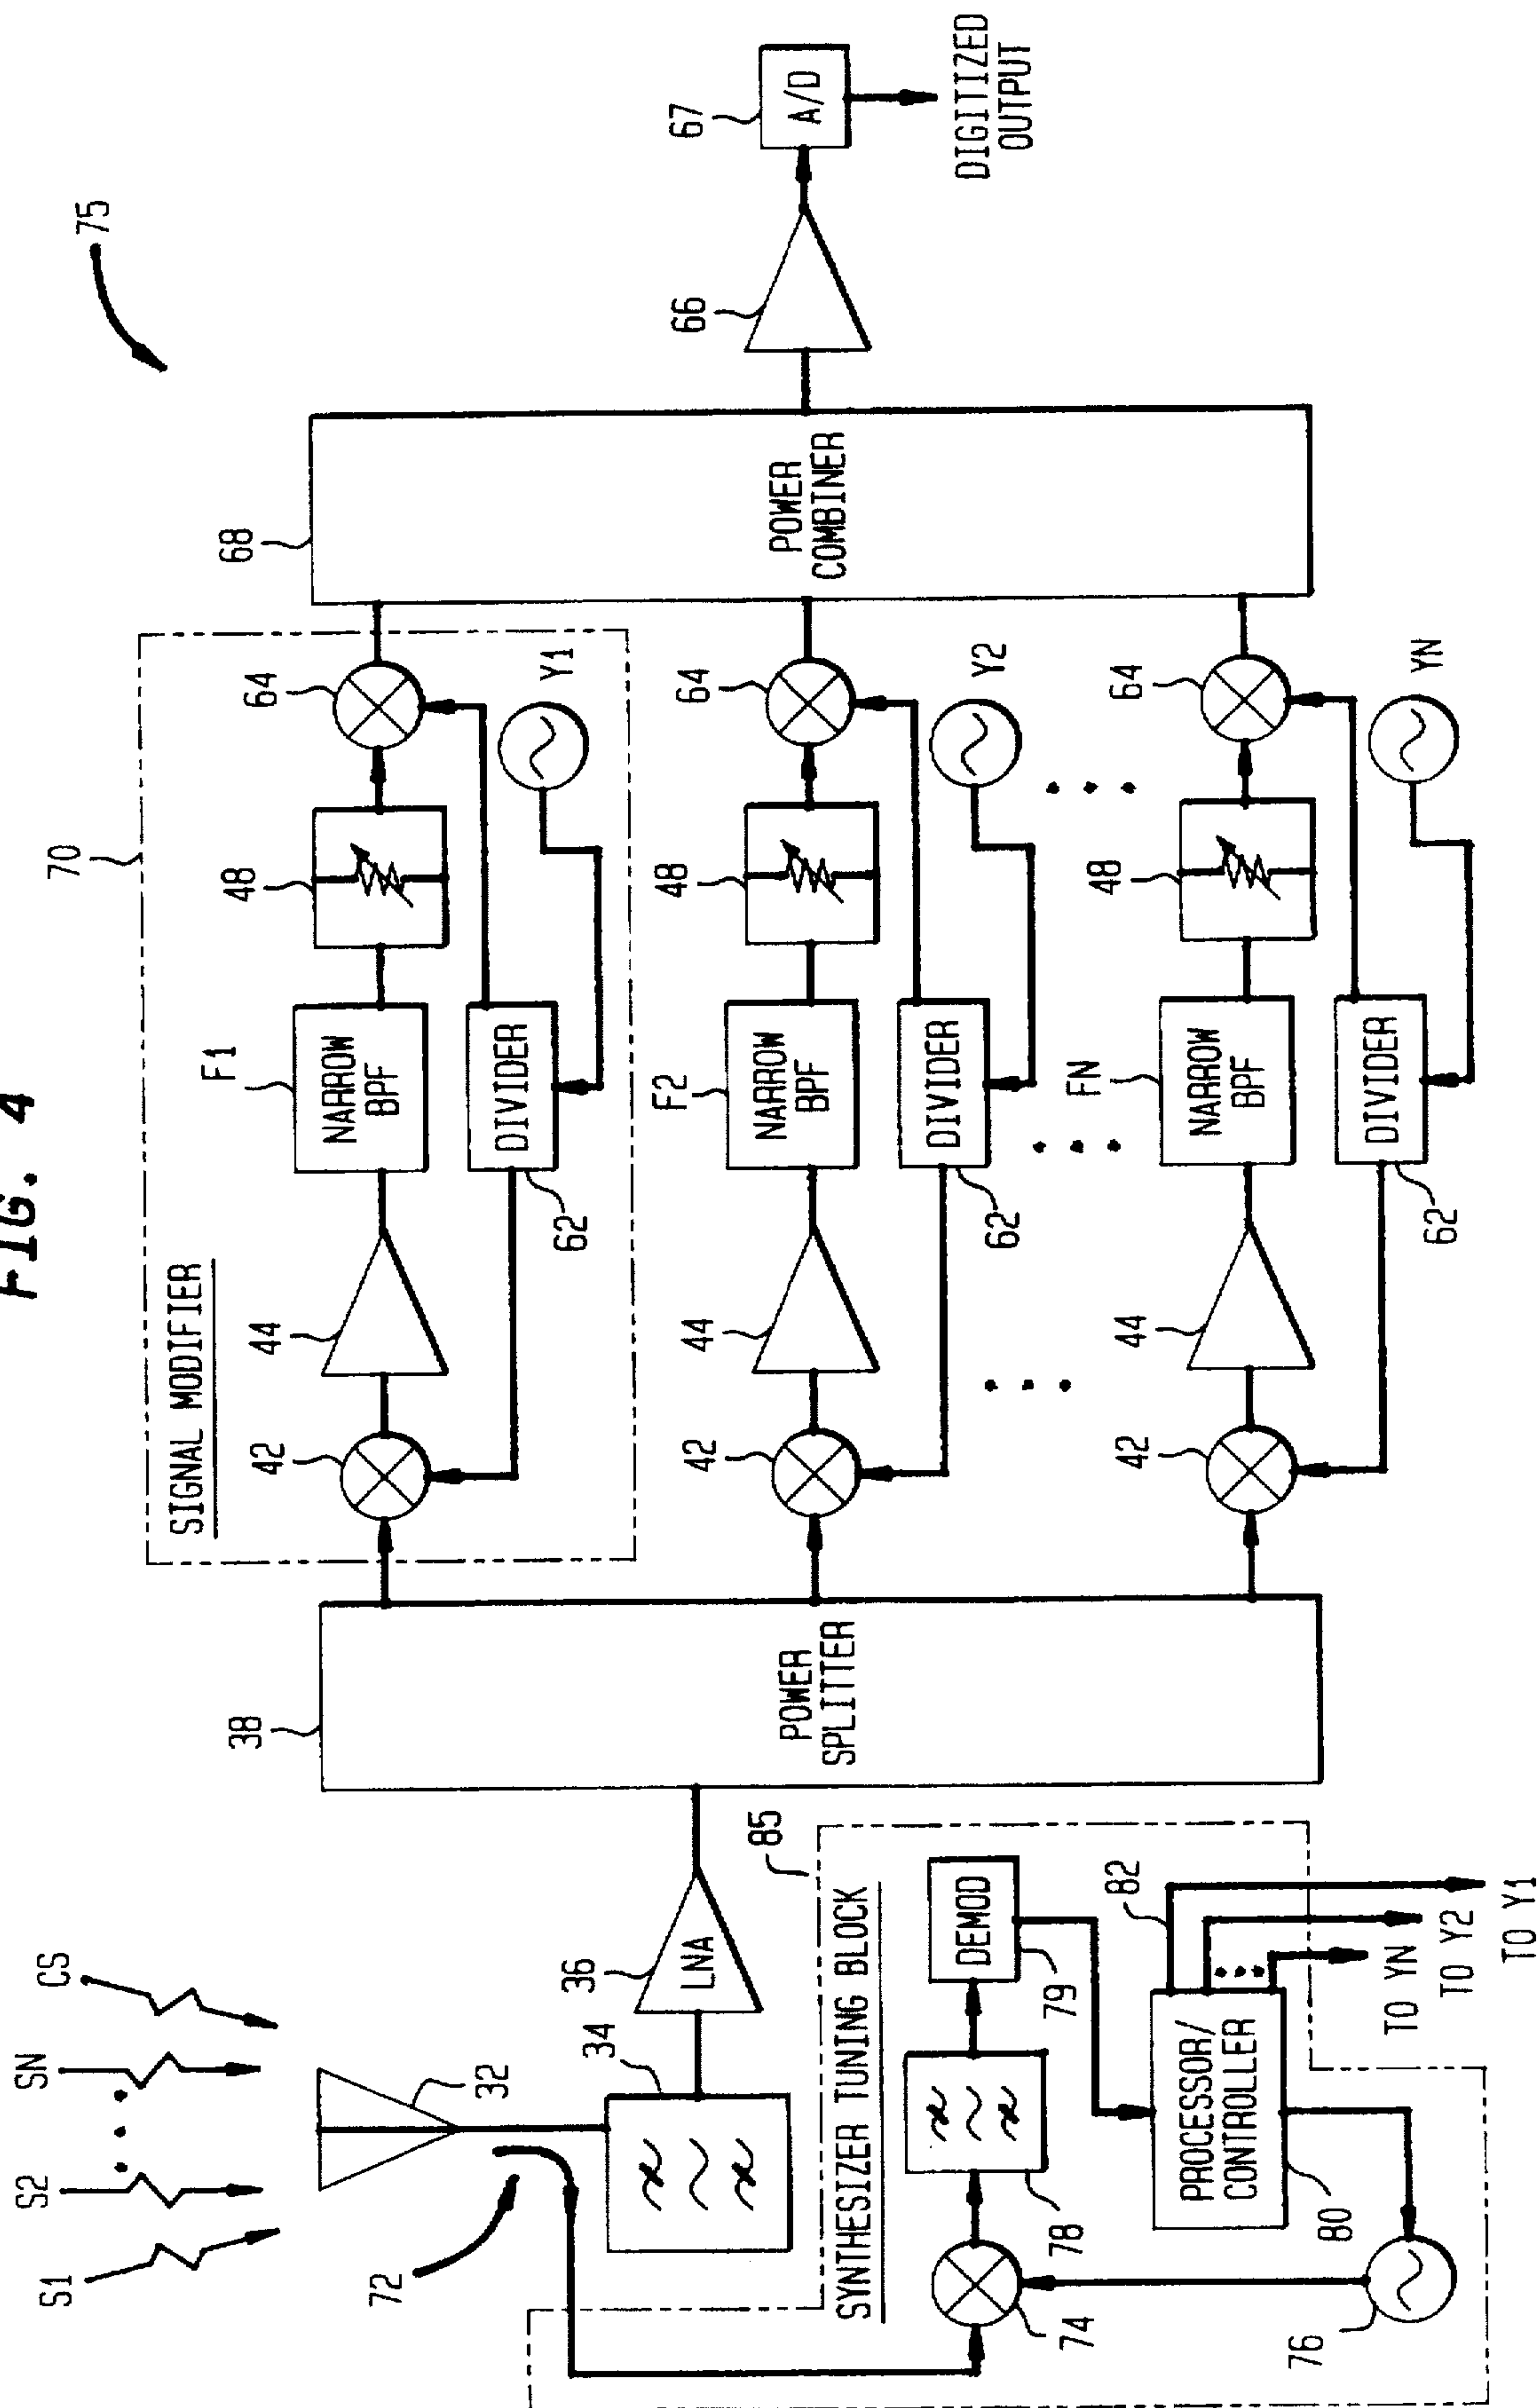 FIG. 4
75
70
SIGNAL MODIFIER
42
44
F1
NARROW
BPF
48
64
62
DIVIDER
Y1
42
44
F2
NARROW
BPF
48
64
62
DIVIDER
Y2
42
44
FN
NARROW
BPF
48
64
62
DIVIDER
YN
38
POWER
SPLITTER
68
POWER
COMBINER
66
67
A/D
DIGITIZED
OUTPUT
S1
S2
SN
CS
32
72
34
36
LNA
85
SYNTHESIZER TUNING BLOCK
74
78
DEMOD
79
76
PROCESSOR/
CONTROLLER
80
82
TO YN
TO Y2
TO Y1